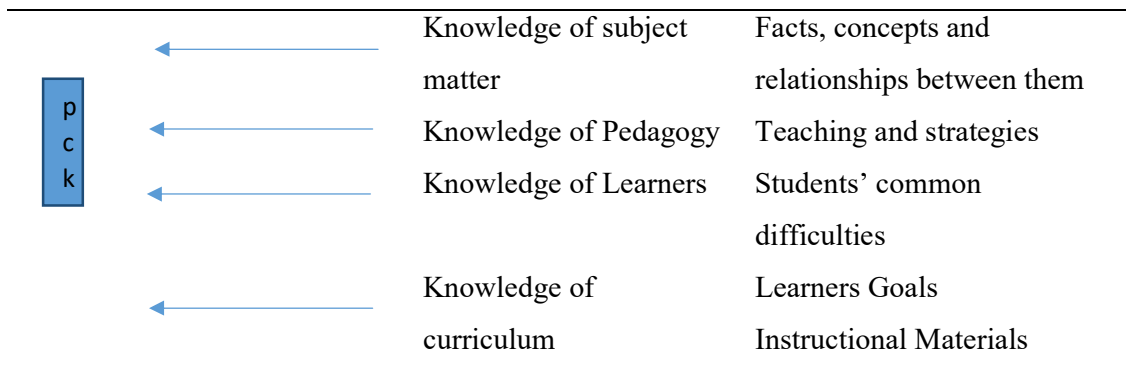 Knowledge of subject
matter
Facts, concepts and
relationships between them
p
c
k
Knowledge of Pedagogy
Teaching and strategies
Knowledge of Learners
Students’ common
difficulties
Knowledge of
curriculum
Learners Goals
Instructional Materials